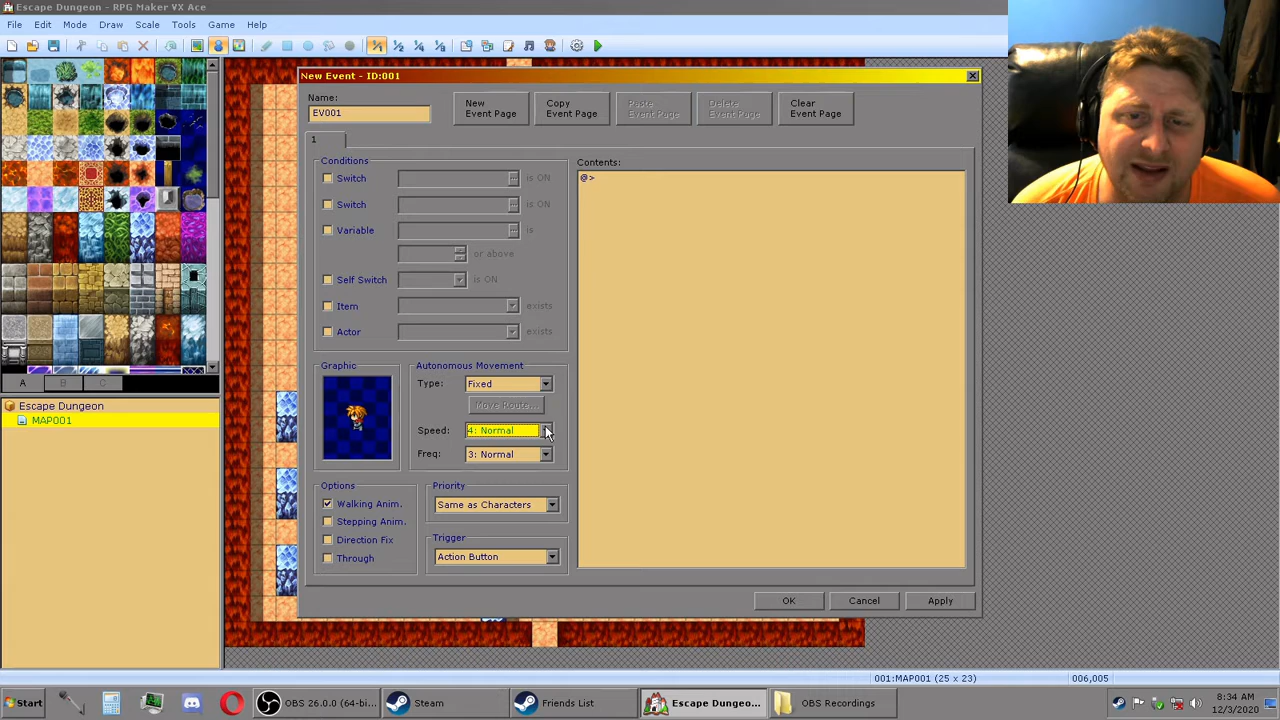 Escape Dungeon - RPG Maker VX Ace
File Edit Mode Draw Scale Tools Game Help
New Event - ID:001
Name:
EV001
New
Event Page
Copy
Event Page
Paste
Event Page
Delete
Event Page
Clear
Event Page
1
Conditions
Switch ... is ON
Switch ... is ON
Variable ... is
or above
Self Switch is ON
Item exists
Actor exists
Graphic
Autonomous Movement
Type: Fixed
Move Route...
Speed: 4: Normal
Freq: 3: Normal
Options
Walking Anim.
Stepping Anim.
Direction Fix
Through
Priority
Same as Characters
Trigger
Action Button
Contents:
@>
OK Cancel Apply
A B C
Escape Dungeon
MAP001
001:MAP001 (25 x 23) 006,005
Start
OBS 26.0.0 (64-bit...
Steam
Friends List
Escape Dungeo...
OBS Recordings
8:34 AM
12/3/2020